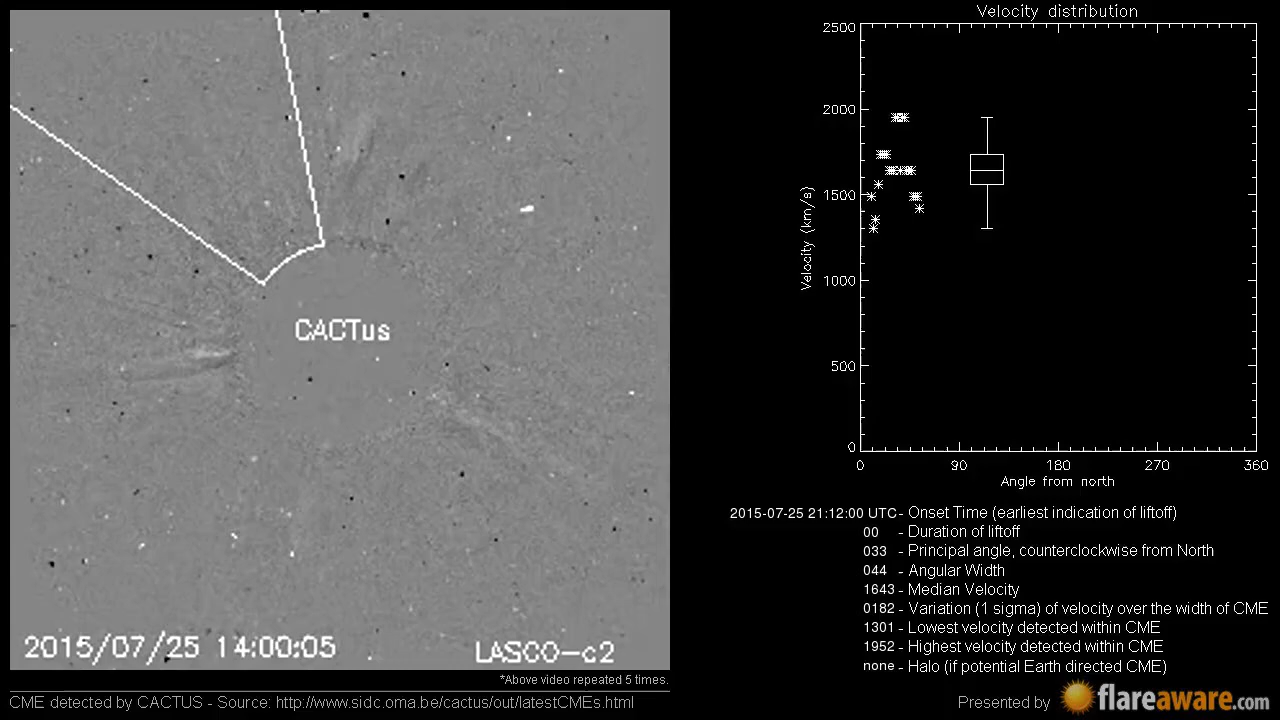 CACTus
2015/07/25 14:00:05
LASCO-c2
*Above video repeated 5 times.
CME detected by CACTUS - Source: http://www.sidc.oma.be/cactus/out/latestCMEs.html
Velocity distribution
2500
2000
1500
1000
500
0
Velocity (km/s)
0 90 180 270 360
Angle from north
2015-07-25 21:12:00 UTC - Onset Time (earliest indication of liftoff)
00 - Duration of liftoff
033 - Principal angle, counterclockwise from North
044 - Angular Width
1643 - Median Velocity
0182 - Variation (1 sigma) of velocity over the width of CME
1301 - Lowest velocity detected within CME
1952 - Highest velocity detected within CME
none - Halo (if potential Earth directed CME)
Presented by flareaware.com